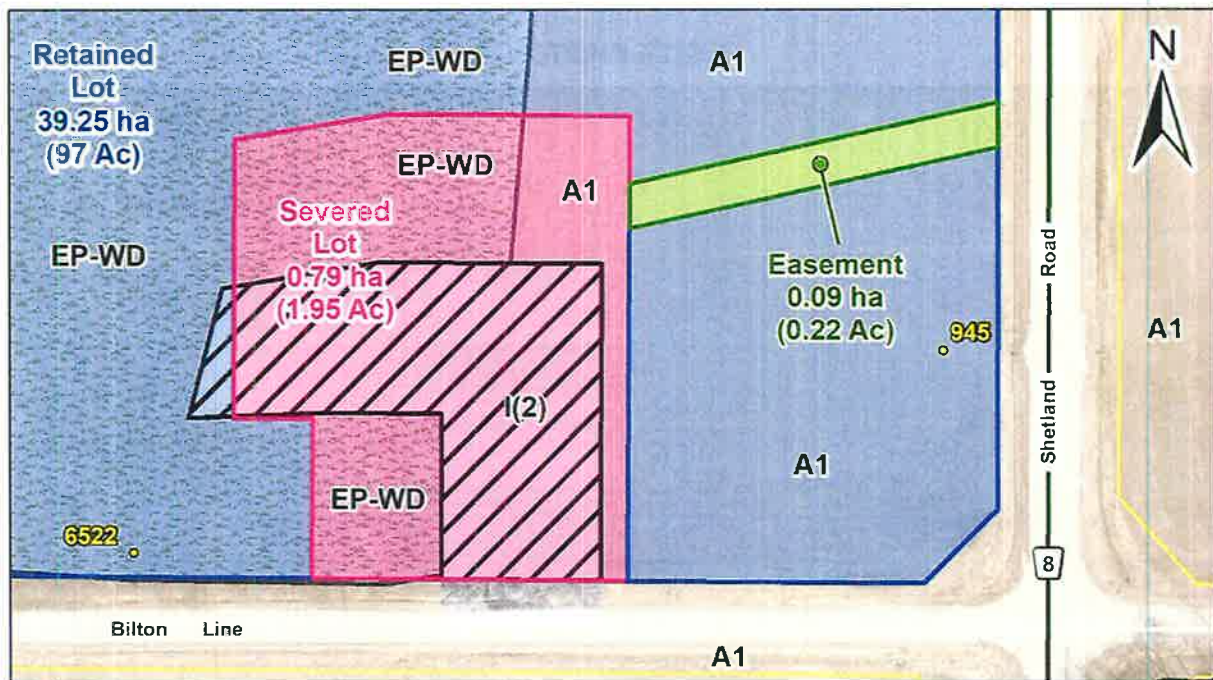 Retained
Lot
39.25 ha
(97 Ac)
EP-WD
A1
N
EP-WD
A1
Severed
Lot
0.79 ha
(1.95 Ac)
EP-WD
Easement
0.09 ha
(0.22 Ac)
Shetland Road
A1
945
I(2)
A1
EP-WD
6522
8
Bilton Line
A1